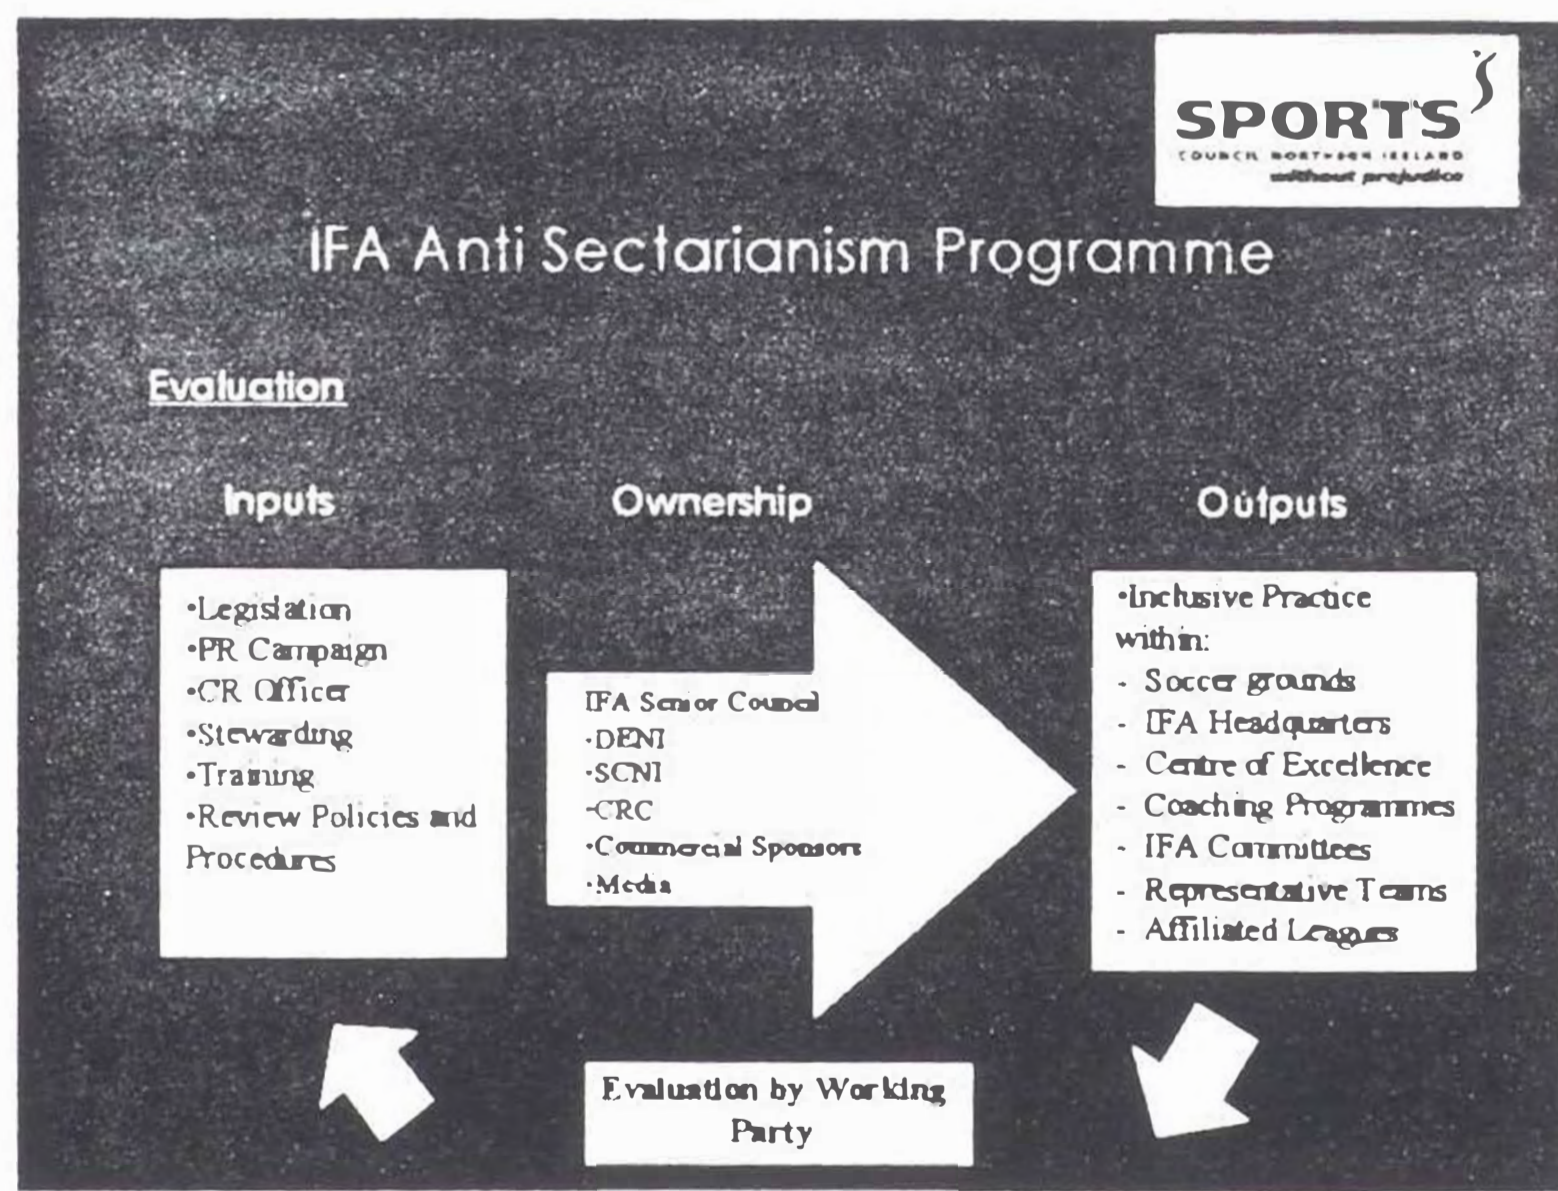 SPORTS
COUNCIL NORTHERN IRELAND
without prejudice
IFA Anti Sectarianism Programme
Evaluation
Inputs
•Legislation
•PR Campaign
•CR Officer
•Stewarding
•Training
•Review Policies and
Procedures
Ownership
IFA Senior Council
•DENI
•SCNI
•CRC
•Commercial Sponsors
•Media
Outputs
•Inclusive Practice
within:
- Soccer grounds
- IFA Headquarters
- Centre of Excellence
- Coaching Programmes
- IFA Committees
- Representative Teams
- Affiliated Leagues
Evaluation by Working
Party